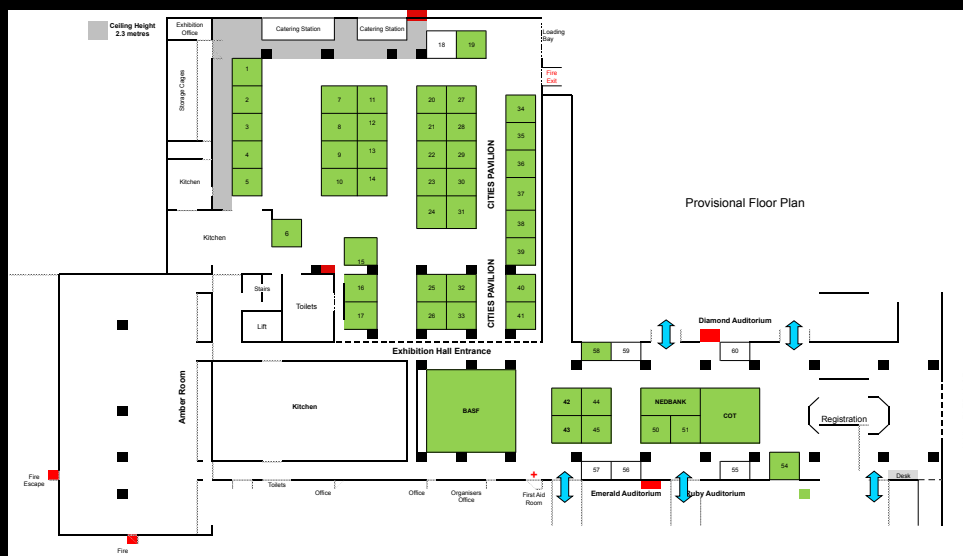 Ceiling Height
2.3 metres
Exhibition
Office
Catering Station
Catering Station
18
19
Loading
Bay
Fire
Exit
Storage Cages
1
2
3
4
5
7
11
8
12
9
13
10
14
20
27
21
28
22
29
23
30
24
31
CITIES PAVILION
34
35
36
37
38
39
Kitchen
Kitchen
6
15
Provisional Floor Plan
Stairs
Toilets
Lift
16
17
25
32
26
33
CITIES PAVILION
40
41
Diamond Auditorium
Exhibition Hall Entrance
58
59
60
Amber Room
Kitchen
BASF
42
44
43
45
NEDBANK
COT
50
51
Registration
57
56
55
54
Fire
Escape
Toilets
Office
Office
Organisers
Office
First Aid
Room
Emerald Auditorium
Ruby Auditorium
Desk
Fire